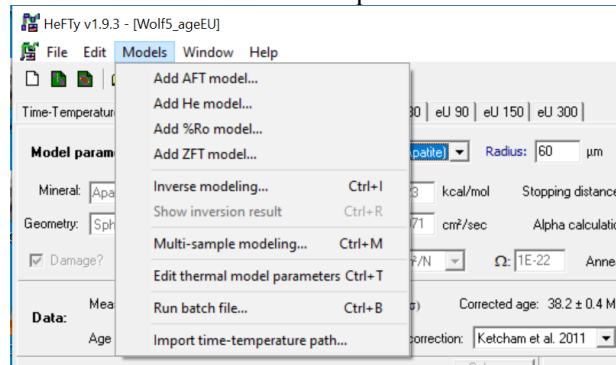 HeFTy v1.9.3 - [Wolf5_ageEU]
File Edit Models Window Help
Time-Temperatur 30 eU 90 eU 150 eU 300
Add AFT model...
Add He model...
Add %Ro model...
Add ZFT model...
Inverse modeling... Ctrl+I
Show inversion result Ctrl+R
Multi-sample modeling... Ctrl+M
Edit thermal model parameters Ctrl+T
Run batch file... Ctrl+B
Import time-temperature path...
Model param patite) Radius: 60 µm
Mineral: Apa 3 kcal/mol Stopping distance
Geometry: Sph 71 cm²/sec Alpha calculatio
Damage? ²/N Ω: 1E-22 Anne
Data: Mea σ) Corrected age: 38.2 ± 0.4 M
Age correction: Ketcham et al. 2011